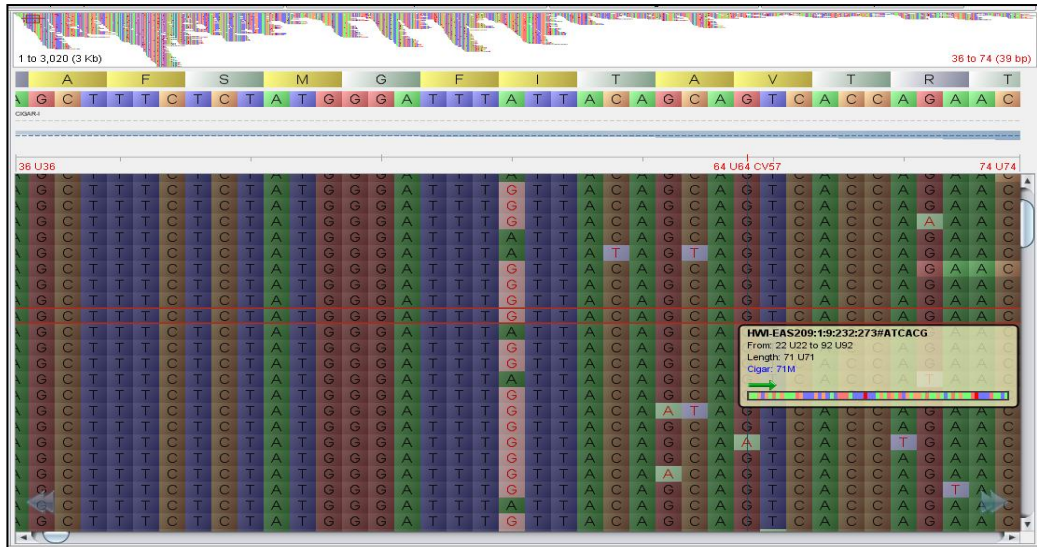 1 to 3,020 (3 Kb) 36 to 74 (39 bp)
A F S M G F I T A V T R T
G C T T T C T C T A T G G G A T T T A T T A C A G C A G T C A C C A G A A C
CIGAR-I
36 U36 64 U64 CV57 74 U74
G C T T T C T C T A T G G G A T T T A T T A C A G C A G T C A C C A G A A C
G C T T T C T C T A T G G G A T T T G T T A C A G C A G T C A C C A G A A C
G C T T T C T C T A T G G G A T T T G T T A C A G C A G T C A C C A G A A C
G C T T T C T C T A T G G G A T T T G T T A C A G C A G T C A C C A A A A C
G C T T T C T C T A T G G G A T T T A T T A C A G C A G T C A C C A G A A C
G C T T T C T C T A T G G G A T T T A T T A T A G T A G T C A C C A G A A C
G C T T T C T C T A T G G G A T T T G T T A C A G C A G T C A C C A G A A C
G C T T T C T C T A T G G G A T T T G T T A C A G C A G T C A C C A G A A C
G C T T T C T C T A T G G G A T T T G T T A C A G C A G T C A C C A G A A C
G C T T T C T C T A T G G G A T T T G T T A C A G C A G T C A C C A G A A C
G C T T T C T C T A T G G G A T T T A T T A C A G C A
HWI-EAS209:1:9:232:273#ATCACG
From: 22 U22 to 92 U92
Length: 71 U71
Cigar: 71M
G C T T T C T C T A T G G G A T T T G T T A C A G C A
G C T T T C T C T A T G G G A T T T G T T A C A G C A
G C T T T C T C T A T G G G A T T T A T T A C A G C A T
G C T T T C T C T A T G G G A T T T G T T A C A G C A
G C T T T C T C T A T G G G A T T T G T T A C A A T A G T C A C C A G A A C
G C T T T C T C T A T G G G A T T T G T T A C A G C A G T C A C C A G A A C
G C T T T C T C T A T G G G A T T T G T T A C A G C A A T C A C C T G A A C
G C T T T C T C T A T G G G A T T T G T T A C A G C A G T C A C C A G A A C
G C T T T C T C T A T G G G A T T T G T T A C A A C A G T C A C C A G A A C
G C T T T C T C T A T G G G A T T T G T T A C A G C A G T C A C C A G T A C
G C T T T C T C T A T G G G A T T T A T T A C A G C A G T C A C C A G A A C
G C T T T C T C T A T G G G A T T T G T T A C A G C A G T C A C C A G A A C